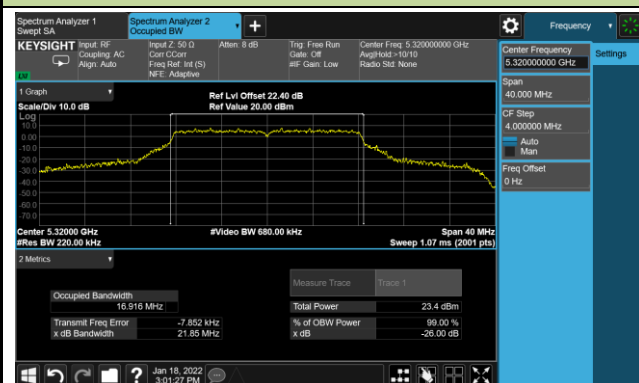 Spectrum Analyzer 1
Swept SA
Spectrum Analyzer 2
Occupied BW
+
Frequency
KEYSIGHT
Input: RF
Coupling: AC
Align: Auto
Input Z: 50 Ω
Corr CCorr
Freq Ref: Int (S)
NFE: Adaptive
Atten: 8 dB
Trig: Free Run
Gate: Off
#IF Gain: Low
Center Freq: 5.320000000 GHz
Avg|Hold:>10/10
Radio Std: None
Center Frequency
5.320000000 GHz
Settings
Span
40.000 MHz
CF Step
4.000000 MHz
Auto
Man
Freq Offset
0 Hz
1 Graph
Scale/Div 10.0 dB
Ref Lvl Offset 22.40 dB
Ref Value 20.00 dBm
Log
10.0
0.00
-10.0
-20.0
-30.0
-40.0
-50.0
-60.0
-70.0
Center 5.32000 GHz
#Res BW 220.00 kHz
#Video BW 680.00 kHz
Span 40 MHz
Sweep 1.07 ms (2001 pts)
2 Metrics
Measure Trace
Trace 1
Occupied Bandwidth
16.916 MHz
Total Power
23.4 dBm
Transmit Freq Error
-7.852 kHz
% of OBW Power
99.00 %
x dB Bandwidth
21.85 MHz
x dB
-26.00 dB
?
Jan 18, 2022
3:01:27 PM